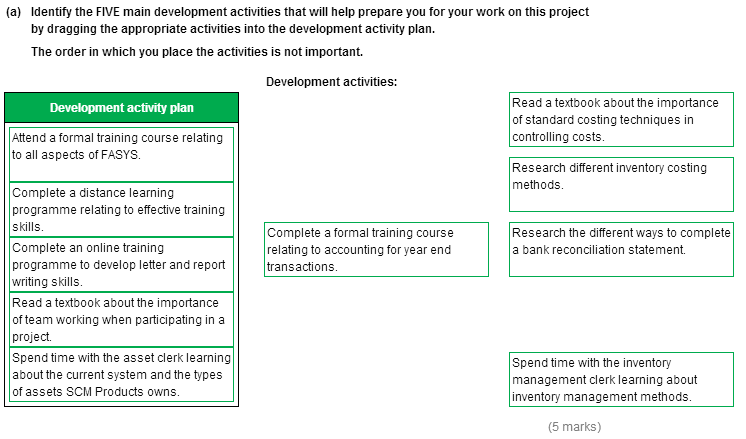 (a) Identify the FIVE main development activities that will help prepare you for your work on this project
by dragging the appropriate activities into the development activity plan.
The order in which you place the activities is not important.
Development activities:
Development activity plan
Attend a formal training course relating
to all aspects of FASYS.
Complete a distance learning
programme relating to effective training
skills.
Complete an online training
programme to develop letter and report
writing skills.
Read a textbook about the importance
of team working when participating in a
project.
Spend time with the asset clerk learning
about the current system and the types
of assets SCM Products owns.
Complete a formal training course
relating to accounting for year end
transactions.
Read a textbook about the importance
of standard costing techniques in
controlling costs.
Research different inventory costing
methods.
Research the different ways to complete
a bank reconciliation statement.
Spend time with the inventory
management clerk learning about
inventory management methods.
(5 marks)